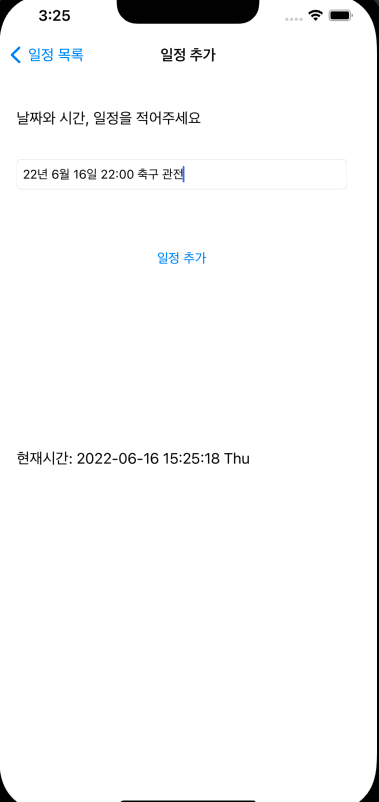 3:25
일정 목록
일정 추가
날짜와 시간, 일정을 적어주세요
22년 6월 16일 22:00 축구 관전
일정 추가
현재시간: 2022-06-16 15:25:18 Thu